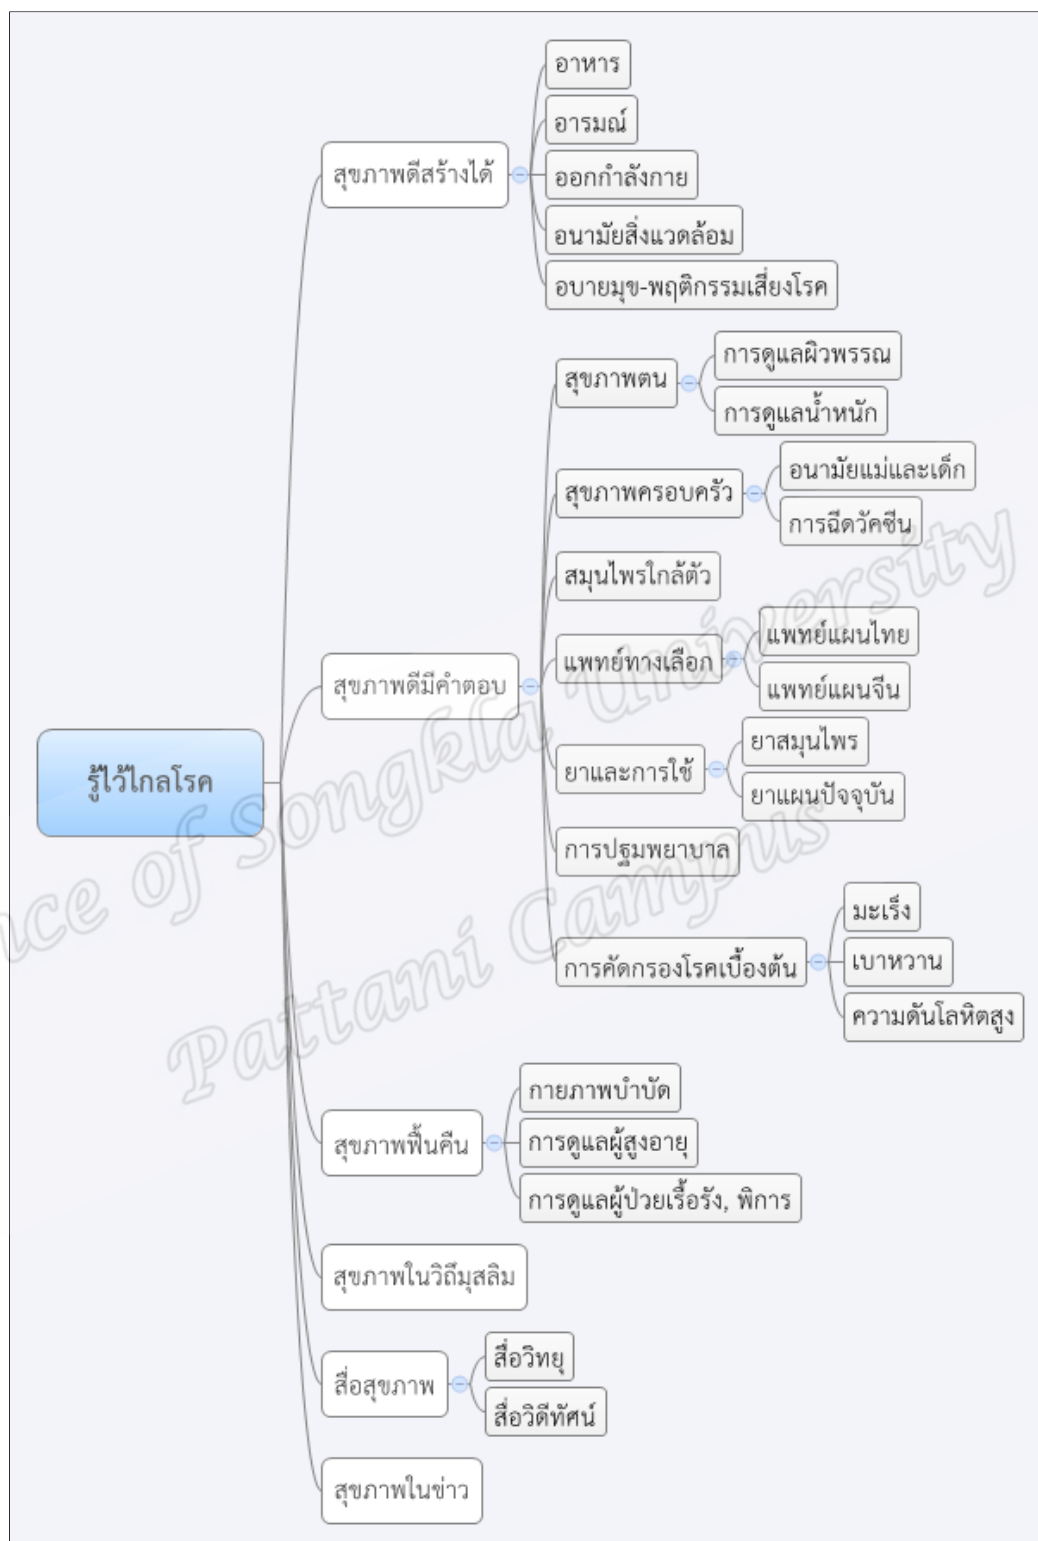 รู้ไว้ไกลโรค
สุขภาพดีสร้างได้
อาหาร
อารมณ์
ออกกำลังกาย
อนามัยสิ่งแวดล้อม
อบายมุข-พฤติกรรมเสี่ยงโรค
สุขภาพดีมีคำตอบ
สุขภาพตน
การดูแลผิวพรรณ
การดูแลน้ำหนัก
สุขภาพครอบครัว
อนามัยแม่และเด็ก
การฉีดวัคซีน
สมุนไพรใกล้ตัว
แพทย์ทางเลือก
แพทย์แผนไทย
แพทย์แผนจีน
ยาและการใช้
ยาสมุนไพร
ยาแผนปัจจุบัน
การปฐมพยาบาล
การคัดกรองโรคเบื้องต้น
มะเร็ง
เบาหวาน
ความดันโลหิตสูง
สุขภาพฟื้นคืน
กายภาพบำบัด
การดูแลผู้สูงอายุ
การดูแลผู้ป่วยเรื้อรัง, พิการ
สุขภาพในวิถีมุสลิม
สื่อสุขภาพ
สื่อวิทยุ
สื่อวิดีทัศน์
สุขภาพในข่าว
nce of Songkla University
Pattani Campus